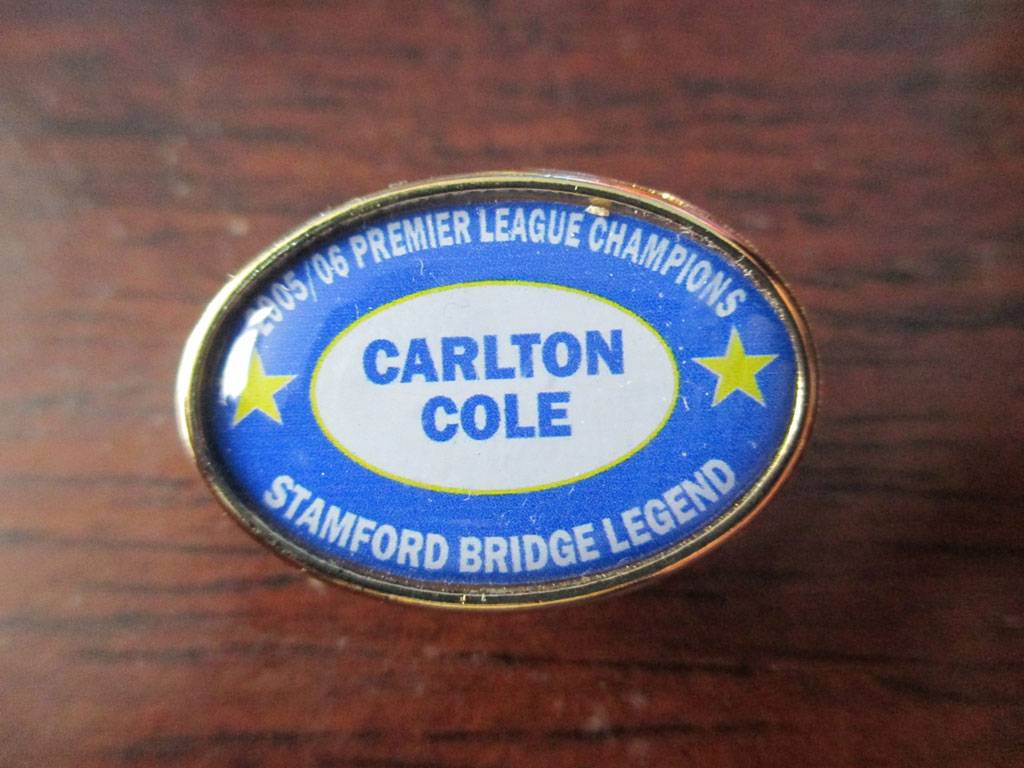 2005/06 PREMIER LEAGUE CHAMPIONS
CARLTON
COLE
STAMFORD BRIDGE LEGEND